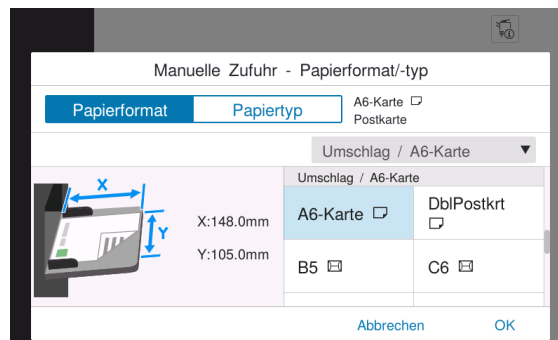 Manuelle Zufuhr - Papierformat/-typ
Papierformat
Papiertyp
A6-Karte
Postkarte
Umschlag / A6-Karte
Umschlag / A6-Karte
X
Y
X:148.0mm
Y:105.0mm
A6-Karte
DblPostkrt
B5
C6
Abbrechen
OK